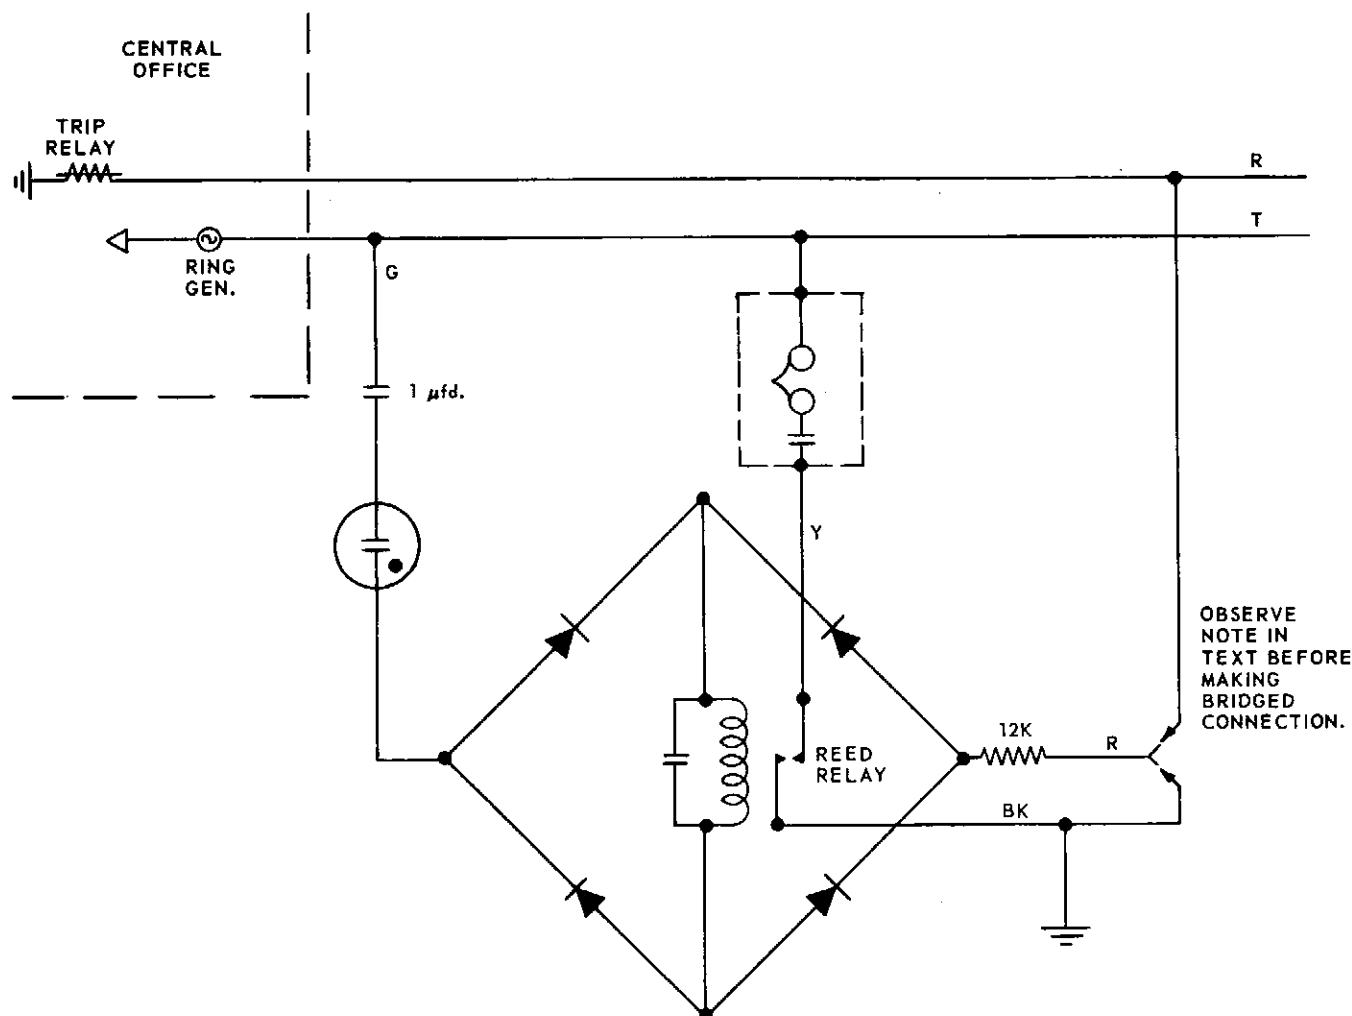 CENTRAL
OFFICE
TRIP
RELAY
R
T
RING
GEN.
G
1 μfd.
Y
OBSERVE
NOTE IN
TEXT BEFORE
MAKING
BRIDGED
CONNECTION.
12K
R
REED
RELAY
BK